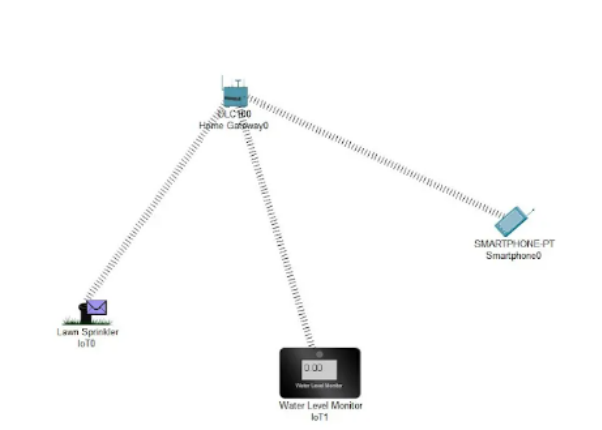 DLC100
Home Gateway0
SMARTPHONE-PT
Smartphone0
Lawn Sprinkler
IoT0
0.00
Water Level Monitor
Water Level Monitor
IoT1